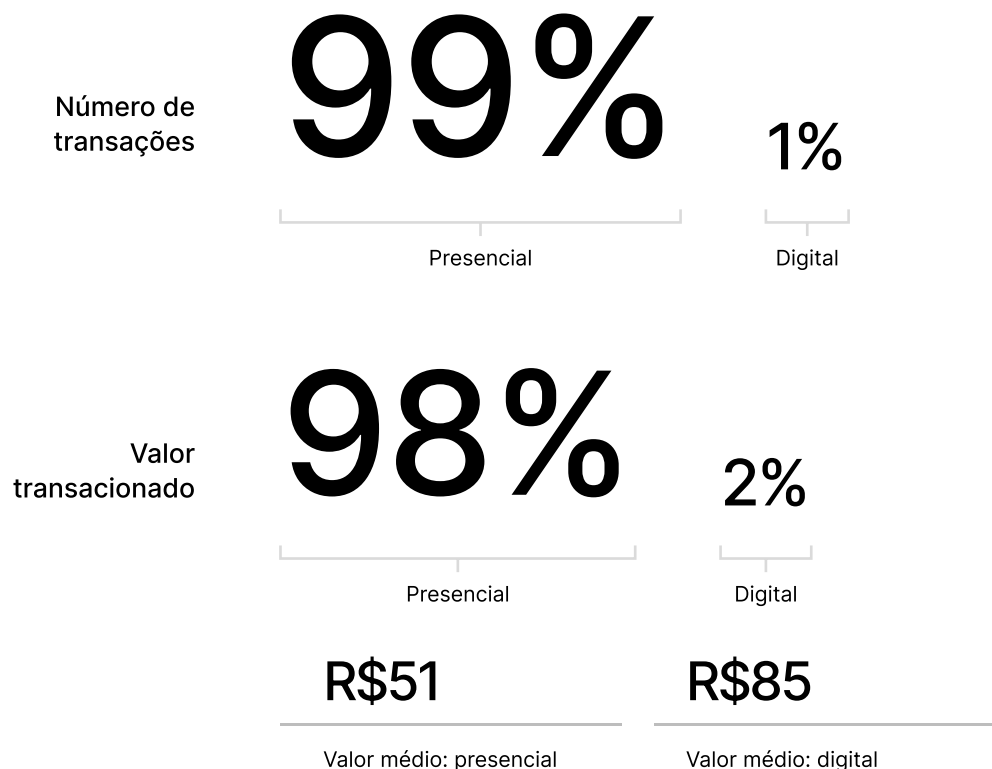 Número de
transações
99%
1%
Presencial
Digital
Valor
transacionado
98%
2%
Presencial
Digital
R$51
R$85
Valor médio: presencial
Valor médio: digital